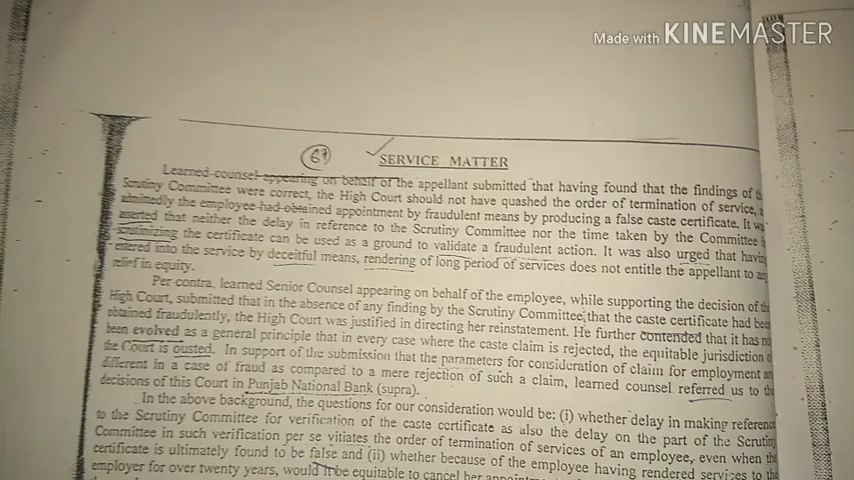 Made with KINEMASTER
67
SERVICE MATTER
Learned counsel appearing on behalf of the appellant submitted that having found that the findings of
Scrutiny Committee were correct, the High Court should not have quashed the order of termination of service,
admittedly the employee had obtained appointment by fraudulent means by producing a false caste certificate. It
asserted that neither the delay in reference to the Scrutiny Committee nor the time taken by the Committee
scrutinizing the certificate can be used as a ground to validate a fraudulent action. It was also urged that
entered into the service by deceitful means, rendering of long period of services does not entitle the appellant to
relief in equity.
Per contra, learned Senior Counsel appearing on behalf of the employee, while supporting the decision of
High Court, submitted that in the absence of any finding by the Scrutiny Committee, that the caste certificate had
obtained fraudulently, the High Court was justified in directing her reinstatement. He further contended that it has
been evolved as a general principle that in every case where the caste claim is rejected, the equitable jurisdiction
the Court is ousted. In support of the submission that the parameters for consideration of claim for employment
different in a case of fraud as compared to a mere rejection of such a claim, learned counsel referred us to the
decisions of this Court in Punjab National Bank (supra).
In the above background, the questions for our consideration would be: (i) whether delay in making reference
to the Scrutiny Committee for verification of the caste certificate as also the delay on the part of the Scrutiny
Committee in such verification per se vitiates the order of termination of services of an employee, even when the
certificate is ultimately found to be false and (ii) whether because of the employee having rendered services to the
employer for over twenty years, would it be equitable to cancel her